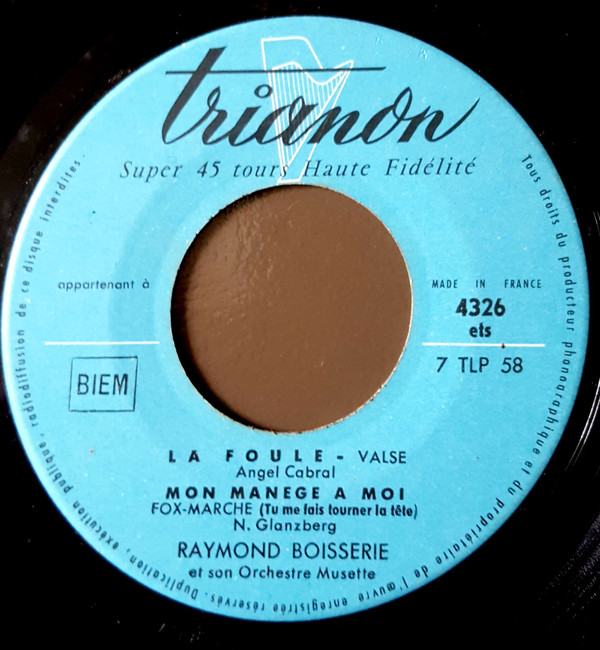 trianon
Super 45 tours Haute Fidélité
appartenant à
MADE IN FRANCE
4326
ets
7 TLP 58
BIEM
LA FOULE - VALSE
Angel Cabral
MON MANEGE A MOI
FOX-MARCHE (Tu me fais tourner la tête)
N. Glanzberg
RAYMOND BOISSERIE
et son Orchestre Musette
Tous droits du producteur phonographique et du propriétaire de l'œuvre enregistrée réservés. Duplication, exécution publique, radiodiffusion de ce disque interdites.